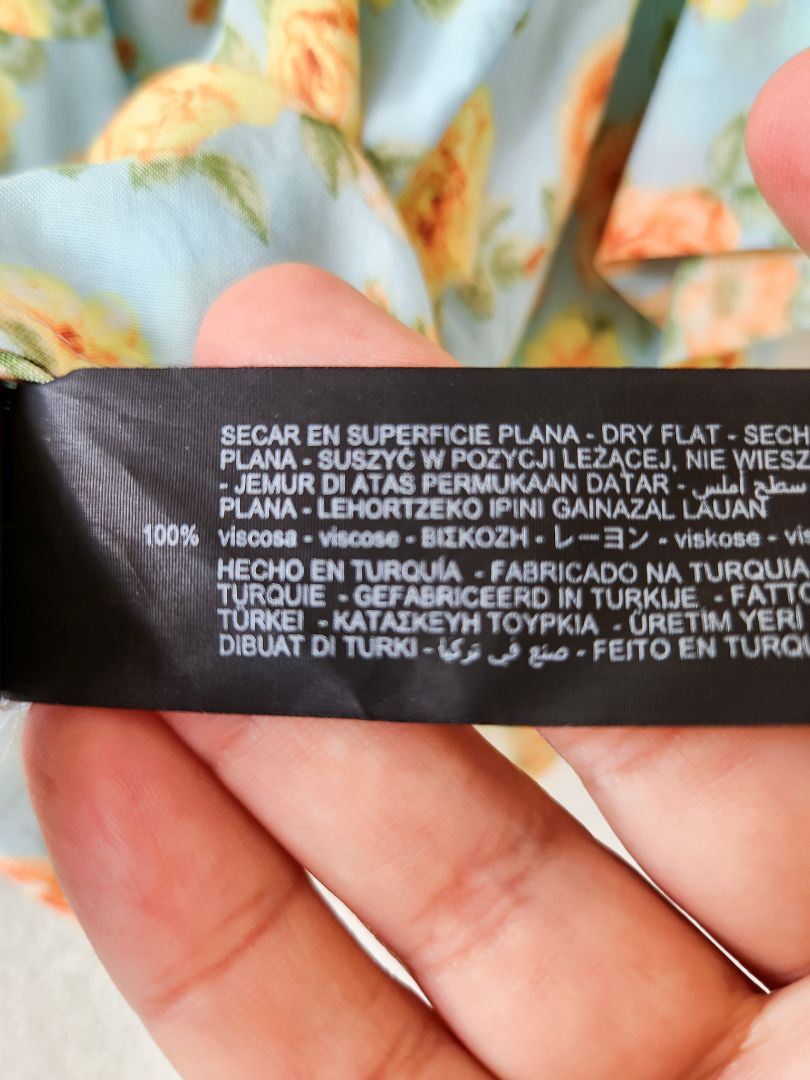 SECAR EN SUPERFICIE PLANA - DRY FLAT - SECH
PLANA - SUSZYĆ W POZYCJI LEŻĄCEJ, NIE WIESZ
- JEMUR DI ATAS PERMUKAAN DATAR - سطح أملس
PLANA - LEHORTZEKO IPINI GAINAZAL LAUAN
100% viscosa - viscose - ΒΙΣΚΟΖΗ - レーヨン - viskose - vis
HECHO EN TURQUÍA - FABRICADO NA TURQUIA
TURQUIE - GEFABRICEERD IN TURKIJE - FATTO
TÜRKEI - ΚΑΤΑΣΚΕΥΗ ΤΟΥΡΚΙΑ - ÜRETİM YERİ
DIBUAT DI TURKI - صنع في تركيا - FEITO EN TURQU